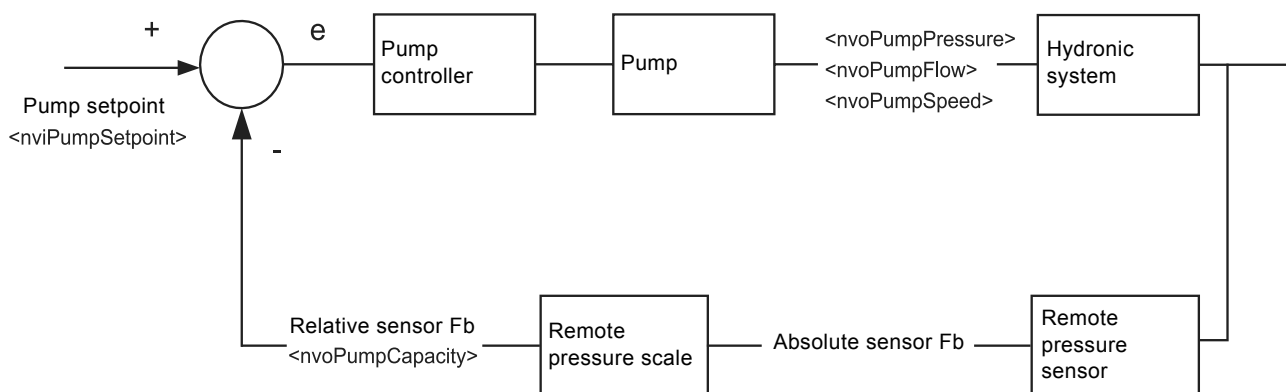 +
e
Pump setpoint
<nviPumpSetpoint>
-
Pump
controller
Pump
<nvoPumpPressure>
<nvoPumpFlow>
<nvoPumpSpeed>
Hydronic
system
Relative sensor Fb
<nvoPumpCapacity>
Remote
pressure scale
Absolute sensor Fb
Remote
pressure
sensor